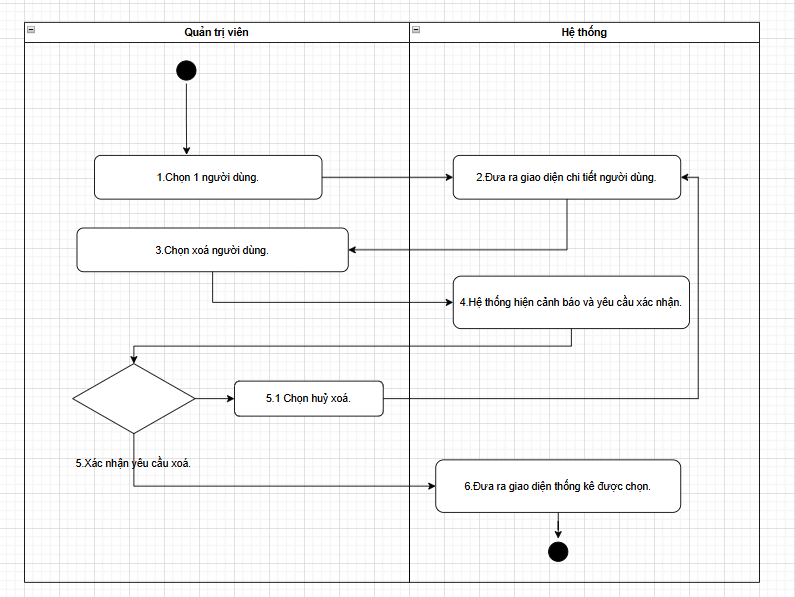 Quản trị viên
Hệ thống
1.Chọn 1 người dùng.
2.Đưa ra giao diện chi tiết người dùng.
3.Chọn xoá người dùng.
4.Hệ thống hiện cảnh báo và yêu cầu xác nhận.
5.1 Chọn huỷ xoá.
5.Xác nhận yêu cầu xoá.
6.Đưa ra giao diện thống kê được chọn.